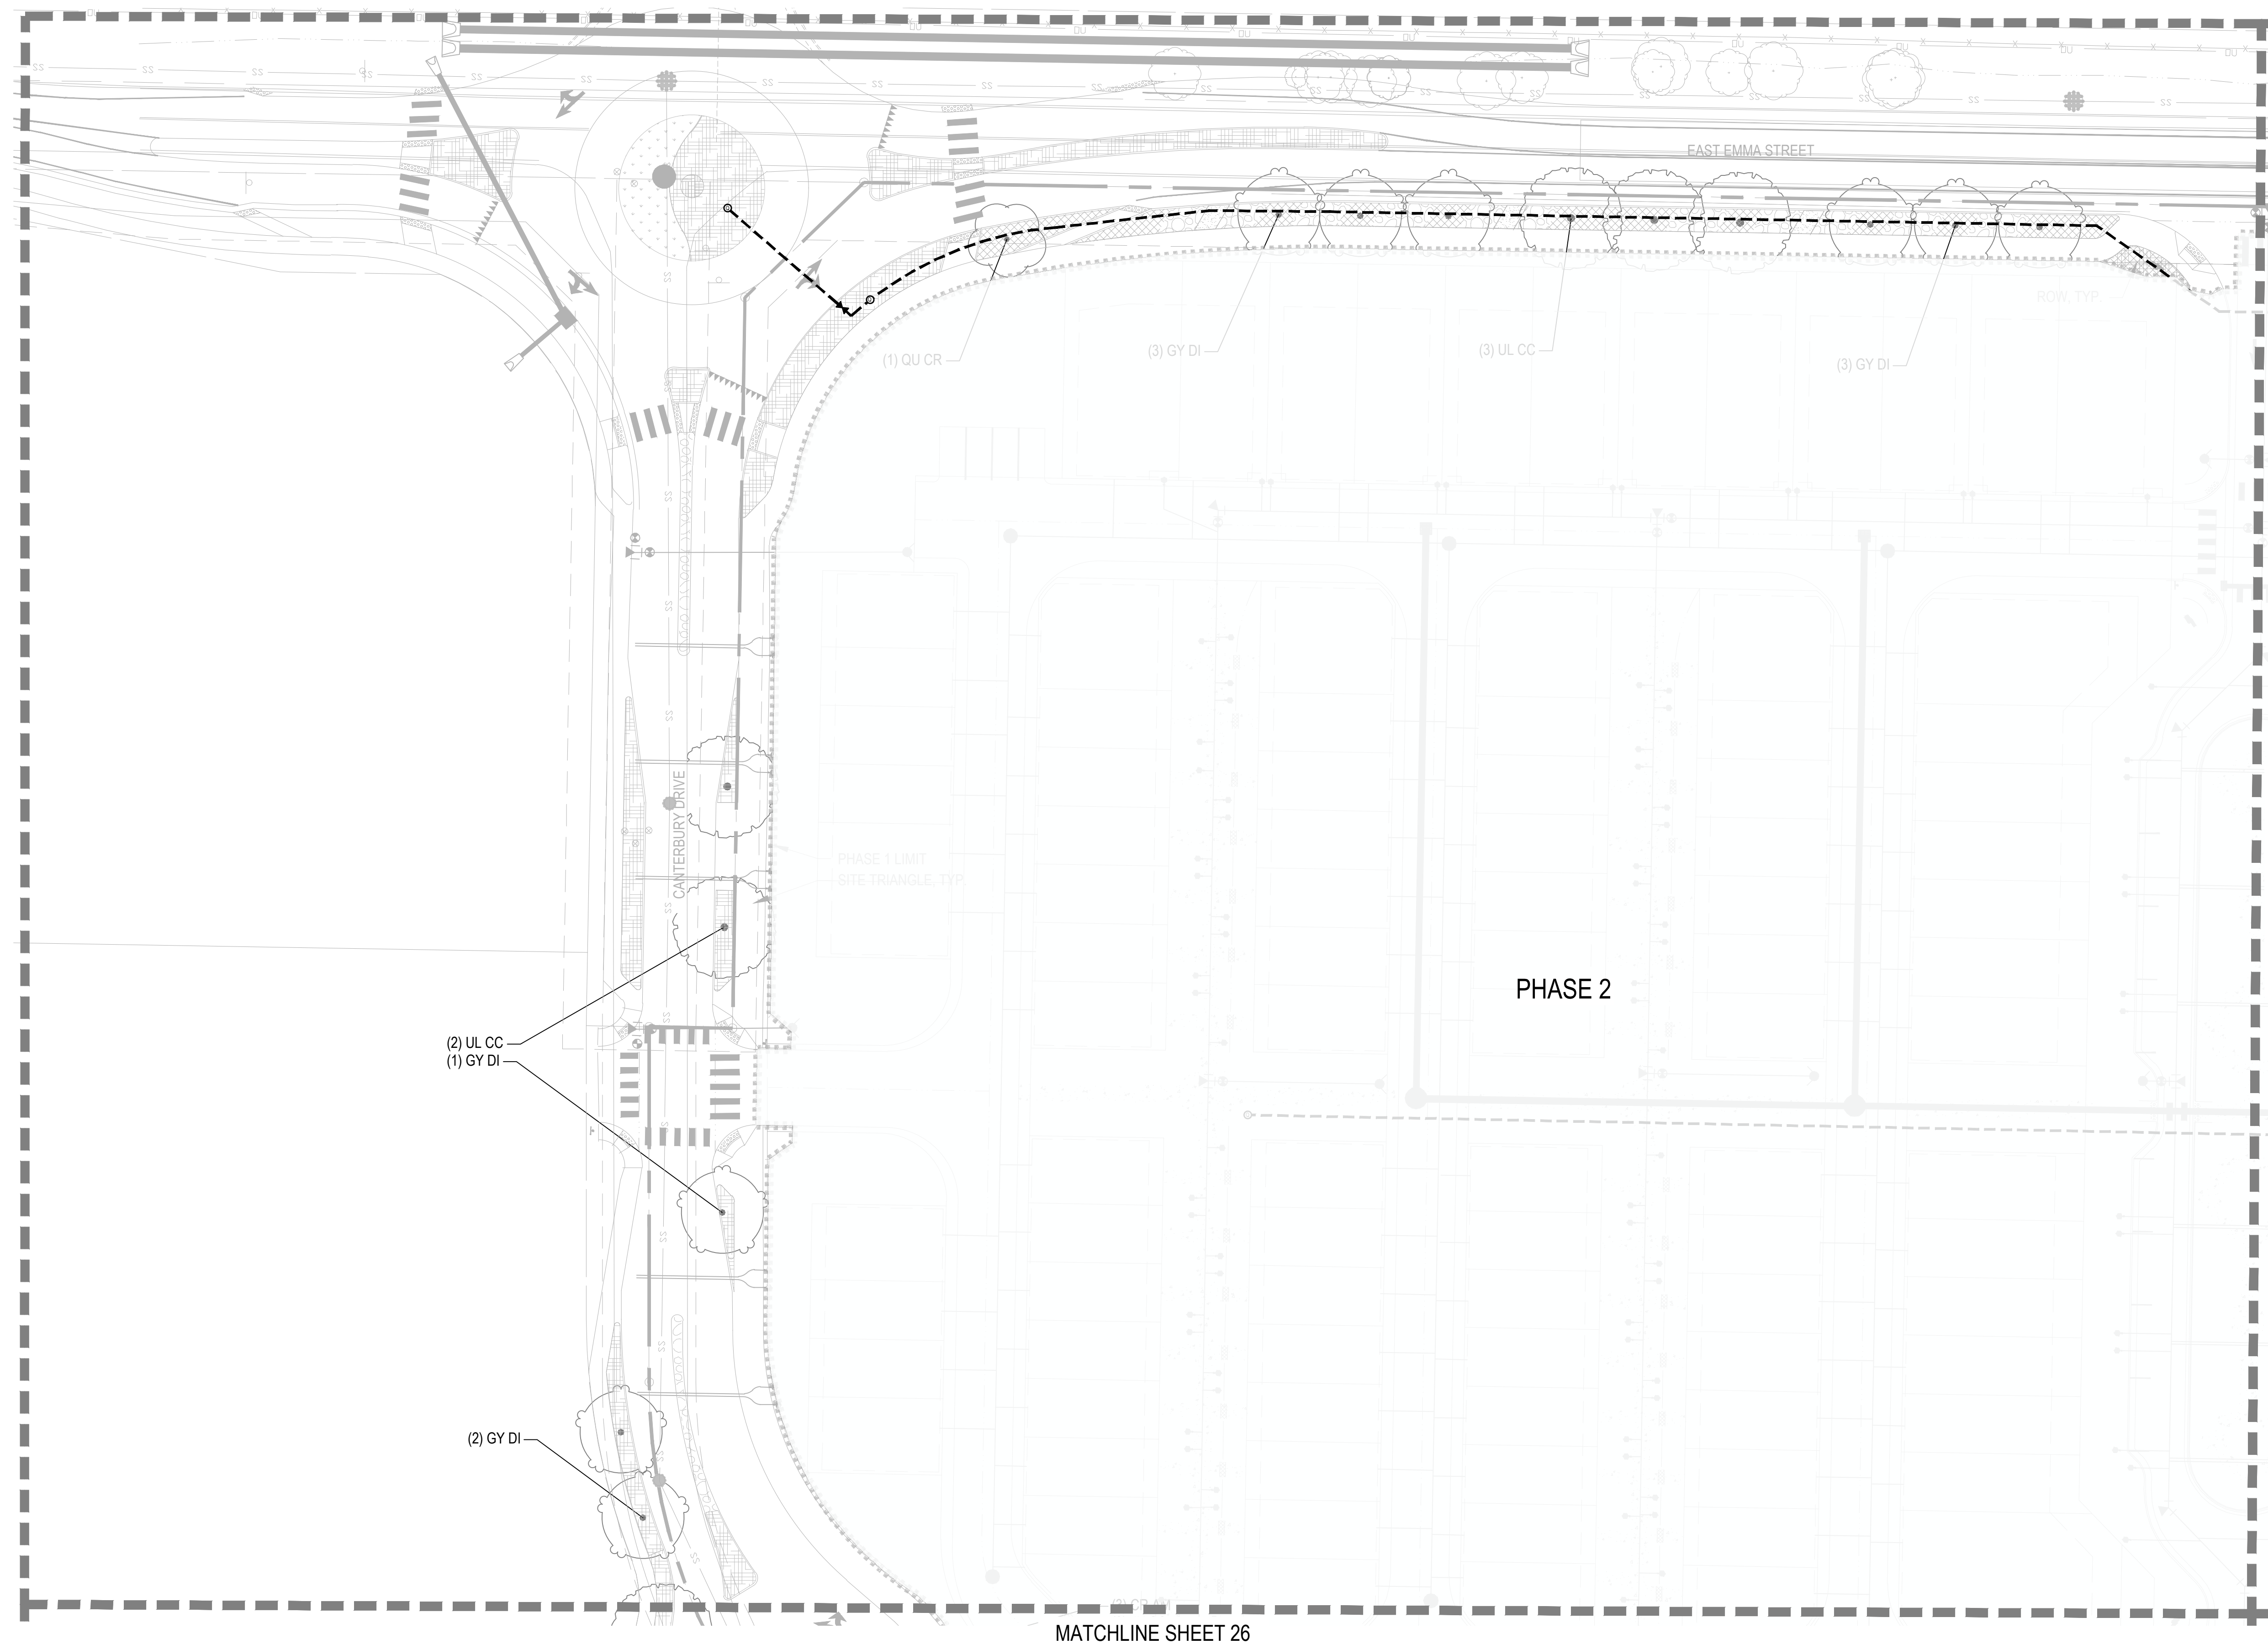 EAST EMMA STREET
ROW, TYP.
(1) QU CR
(3) GY DI
(3) UL CC
(3) GY DI
CANTERBURY DRIVE
PHASE 1 LIMIT
SITE TRIANGLE, TYP.
PHASE 2
(2) UL CC
(1) GY DI
(2) GY DI
MATCHLINE SHEET 26